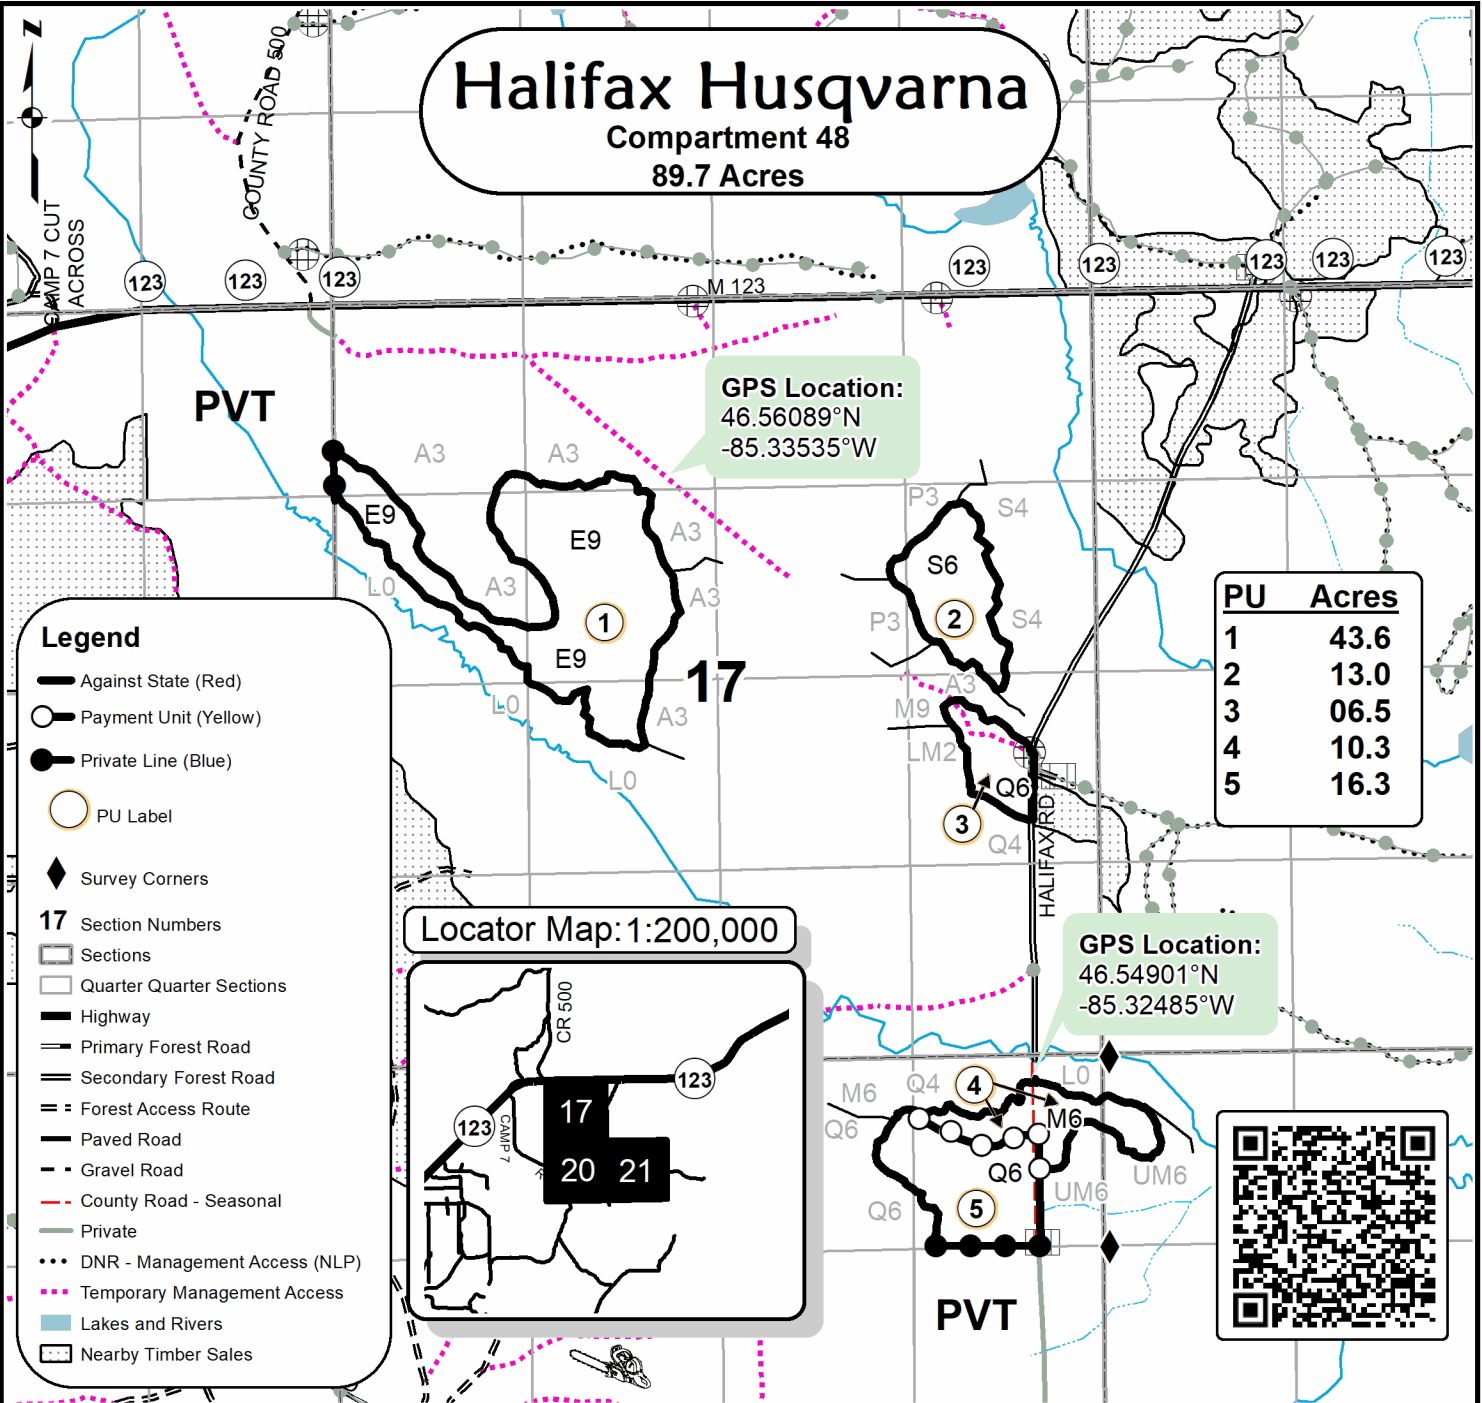 Halifax Husqvarna
Compartment 48
89.7 Acres
Z
COUNTY ROAD 500
CAMP 7 CUT
ACROSS
123
123
123
123
123
123
123
123
M 123
PVT
GPS Location:
46.56089°N
-85.33535°W
A3
A3
E9
E9
A3
L0
A3
A3
1
E9
L0
A3
L0
17
P3
S4
S6
P3
2
S4
A3
M9
LM2
Q6
3
Q4
HALIFAX RD
PU Acres
1 43.6
2 13.0
3 06.5
4 10.3
5 16.3
Legend
Against State (Red)
Payment Unit (Yellow)
Private Line (Blue)
PU Label
Survey Corners
17 Section Numbers
Sections
Quarter Quarter Sections
Highway
Primary Forest Road
Secondary Forest Road
Forest Access Route
Paved Road
Gravel Road
County Road - Seasonal
Private
DNR - Management Access (NLP)
Temporary Management Access
Lakes and Rivers
Nearby Timber Sales
Locator Map: 1:200,000
CR 500
123
123
CAMP 7
17
20 21
GPS Location:
46.54901°N
-85.32485°W
M6
Q4
4
L0
Q6
M6
Q6
UM6
UM6
Q6
5
PVT